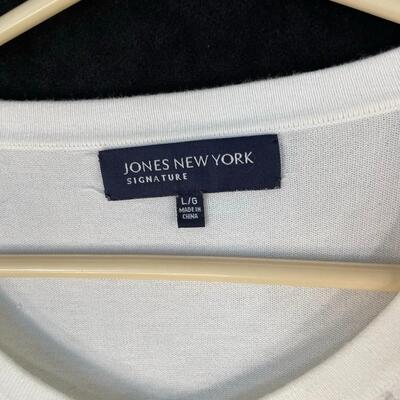 JONES NEW YORK
SIGNATURE
L/G
MADE IN
CHINA